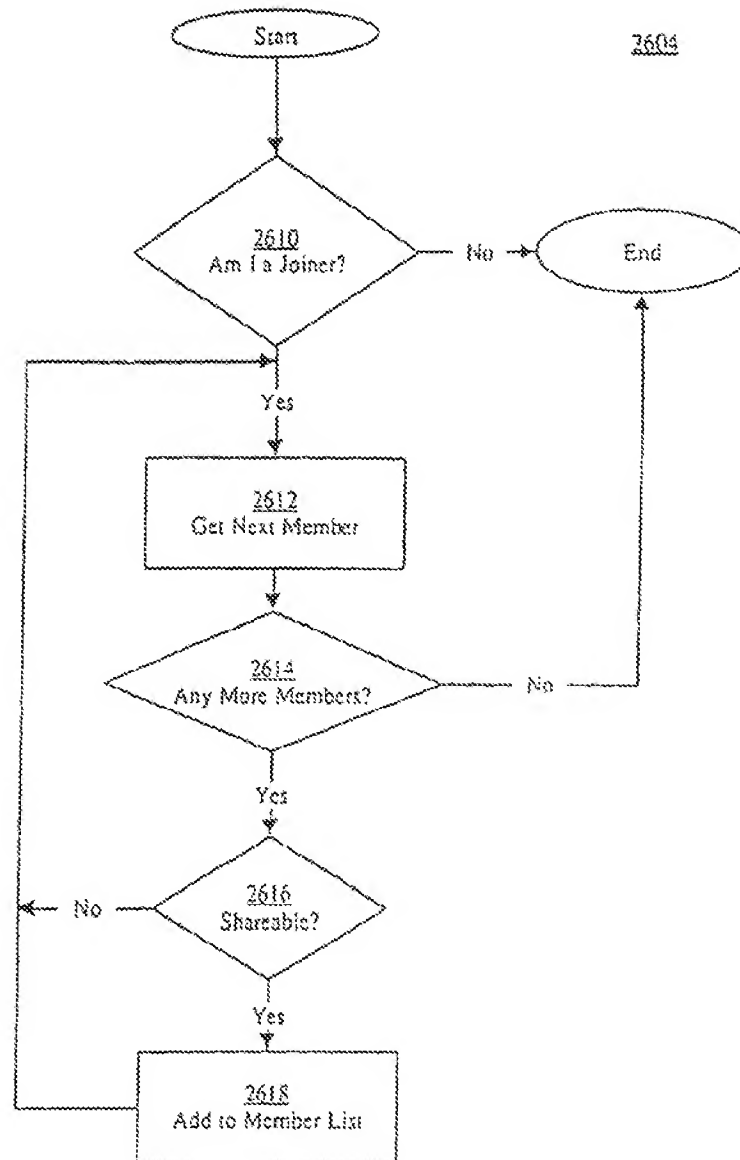 Start
2604
2610
Am I a Joiner?
No
End
Yes
2612
Get Next Member
2614
Any More Members?
No
Yes
2616
Shareable?
No
Yes
2618
Add to Member List